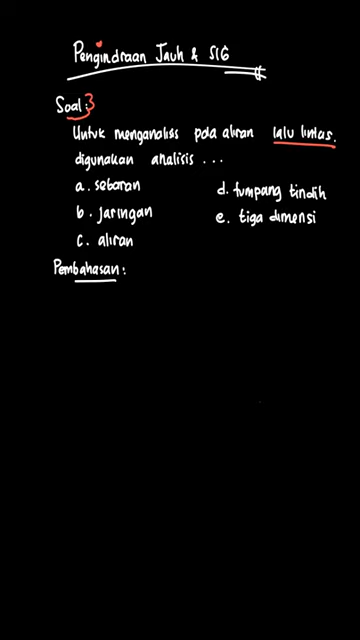 Pengindraan Jauh & SIG
Soal:
Untuk menganalisis pola aliran lalu lintas.
digunakan analisis ...
a. sebaran
b. jaringan
c. aliran
d. tumpang tindih
e. tiga dimensi
Pembahasan: